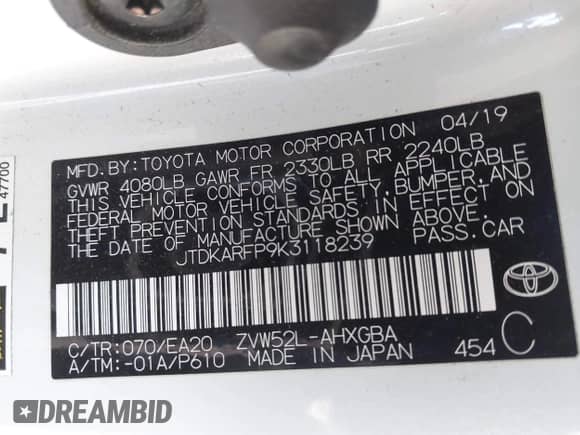 MFD. BY: TOYOTA MOTOR CORPORATION 04/19
GVWR 4080LB GAWR FR 2330LB RR 2240LB
THIS VEHICLE CONFORMS TO ALL APPLICABLE
FEDERAL MOTOR VEHICLE SAFETY, BUMPER, AND
THEFT PREVENTION STANDARDS IN EFFECT ON
THE DATE OF MANUFACTURE SHOWN ABOVE.
JTDKARFP9K3118239 PASS. CAR
C/TR: 070/EA20 ZVW52L-AHXGBA
A/TM: -01A/P610 MADE IN JAPAN 454 C
TOYOTA
47700
DREAMBID